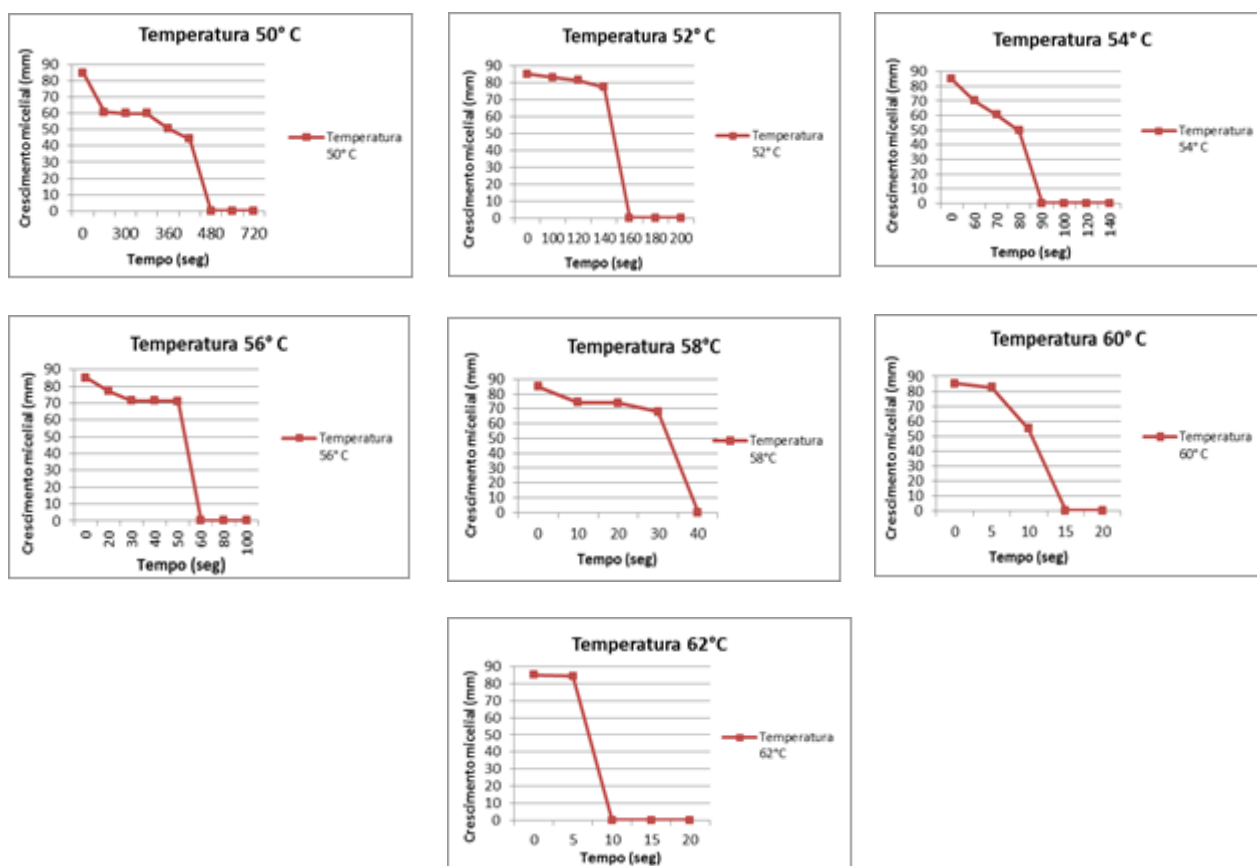 Temperatura 50° C
Crescimento micelial (mm)
90
80
70
60
50
40
30
20
10
0
0 300 360 480 720
Tempo (seg)
Temperatura
50° C
Temperatura 52° C
Crescimento micelial (mm)
90
80
70
60
50
40
30
20
10
0
0 100 120 140 160 180 200
Tempo (seg)
Temperatura
52° C
Temperatura 54° C
Crescimento micelial (mm)
90
80
70
60
50
40
30
20
10
0
0 60 70 80 90 100 120 140
Tempo (seg)
Temperatura
54° C
Temperatura 56° C
Crescimento micelial (mm)
90
80
70
60
50
40
30
20
10
0
0 20 30 40 50 60 80 100
Tempo (seg)
Temperatura
56° C
Temperatura 58°C
Crescimento micelial (mm)
90
80
70
60
50
40
30
20
10
0
0 10 20 30 40
Tempo (seg)
Temperatura
58°C
Temperatura 60° C
Crescimento micelial (mm)
90
80
70
60
50
40
30
20
10
0
0 5 10 15 20
Tempo (seg)
Temperatura
60° C
Temperatura 62°C
Crescimento micelial (mm)
90
80
70
60
50
40
30
20
10
0
0 5 10 15 20
Tempo (seg)
Temperatura
62°C